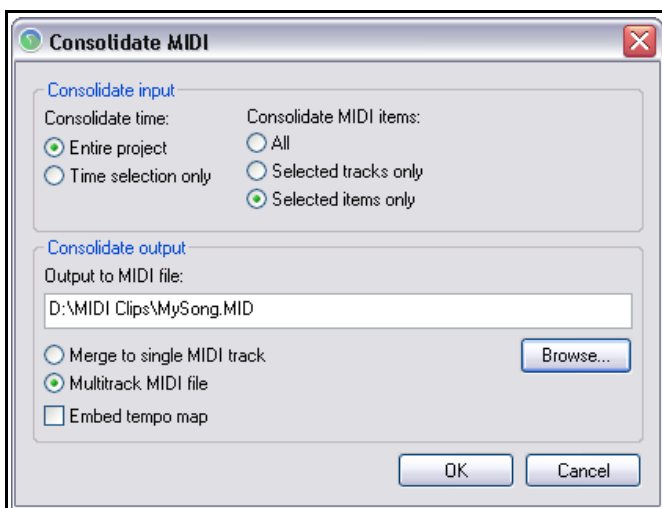 Consolidate MIDI
Consolidate input
Consolidate time:
Entire project
Time selection only
Consolidate MIDI items:
All
Selected tracks only
Selected items only
Consolidate output
Output to MIDI file:
D:\MIDI Clips\MySong.MID
Merge to single MIDI track
Browse...
Multitrack MIDI file
Embed tempo map
OK
Cancel